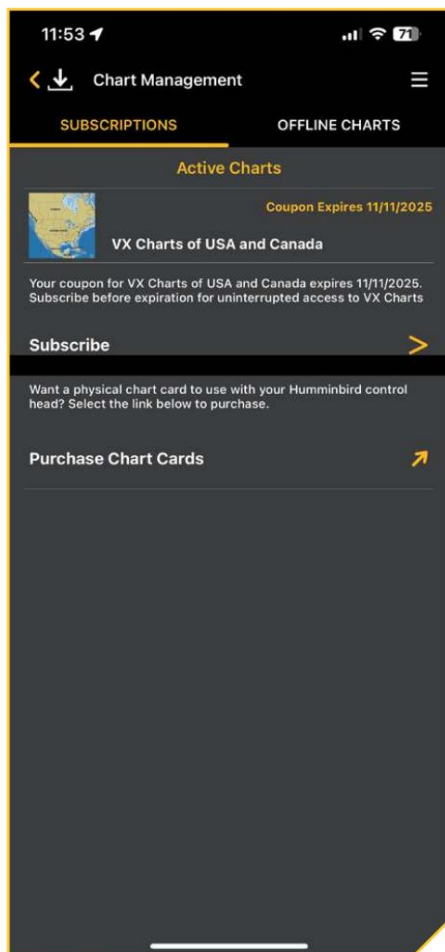 11:53
71
Chart Management
SUBSCRIPTIONS
OFFLINE CHARTS
Active Charts
Coupon Expires 11/11/2025
VX Charts of USA and Canada
Your coupon for VX Charts of USA and Canada expires 11/11/2025.
Subscribe before expiration for uninterrupted access to VX Charts
Subscribe
Want a physical chart card to use with your Humminbird control
head? Select the link below to purchase.
Purchase Chart Cards